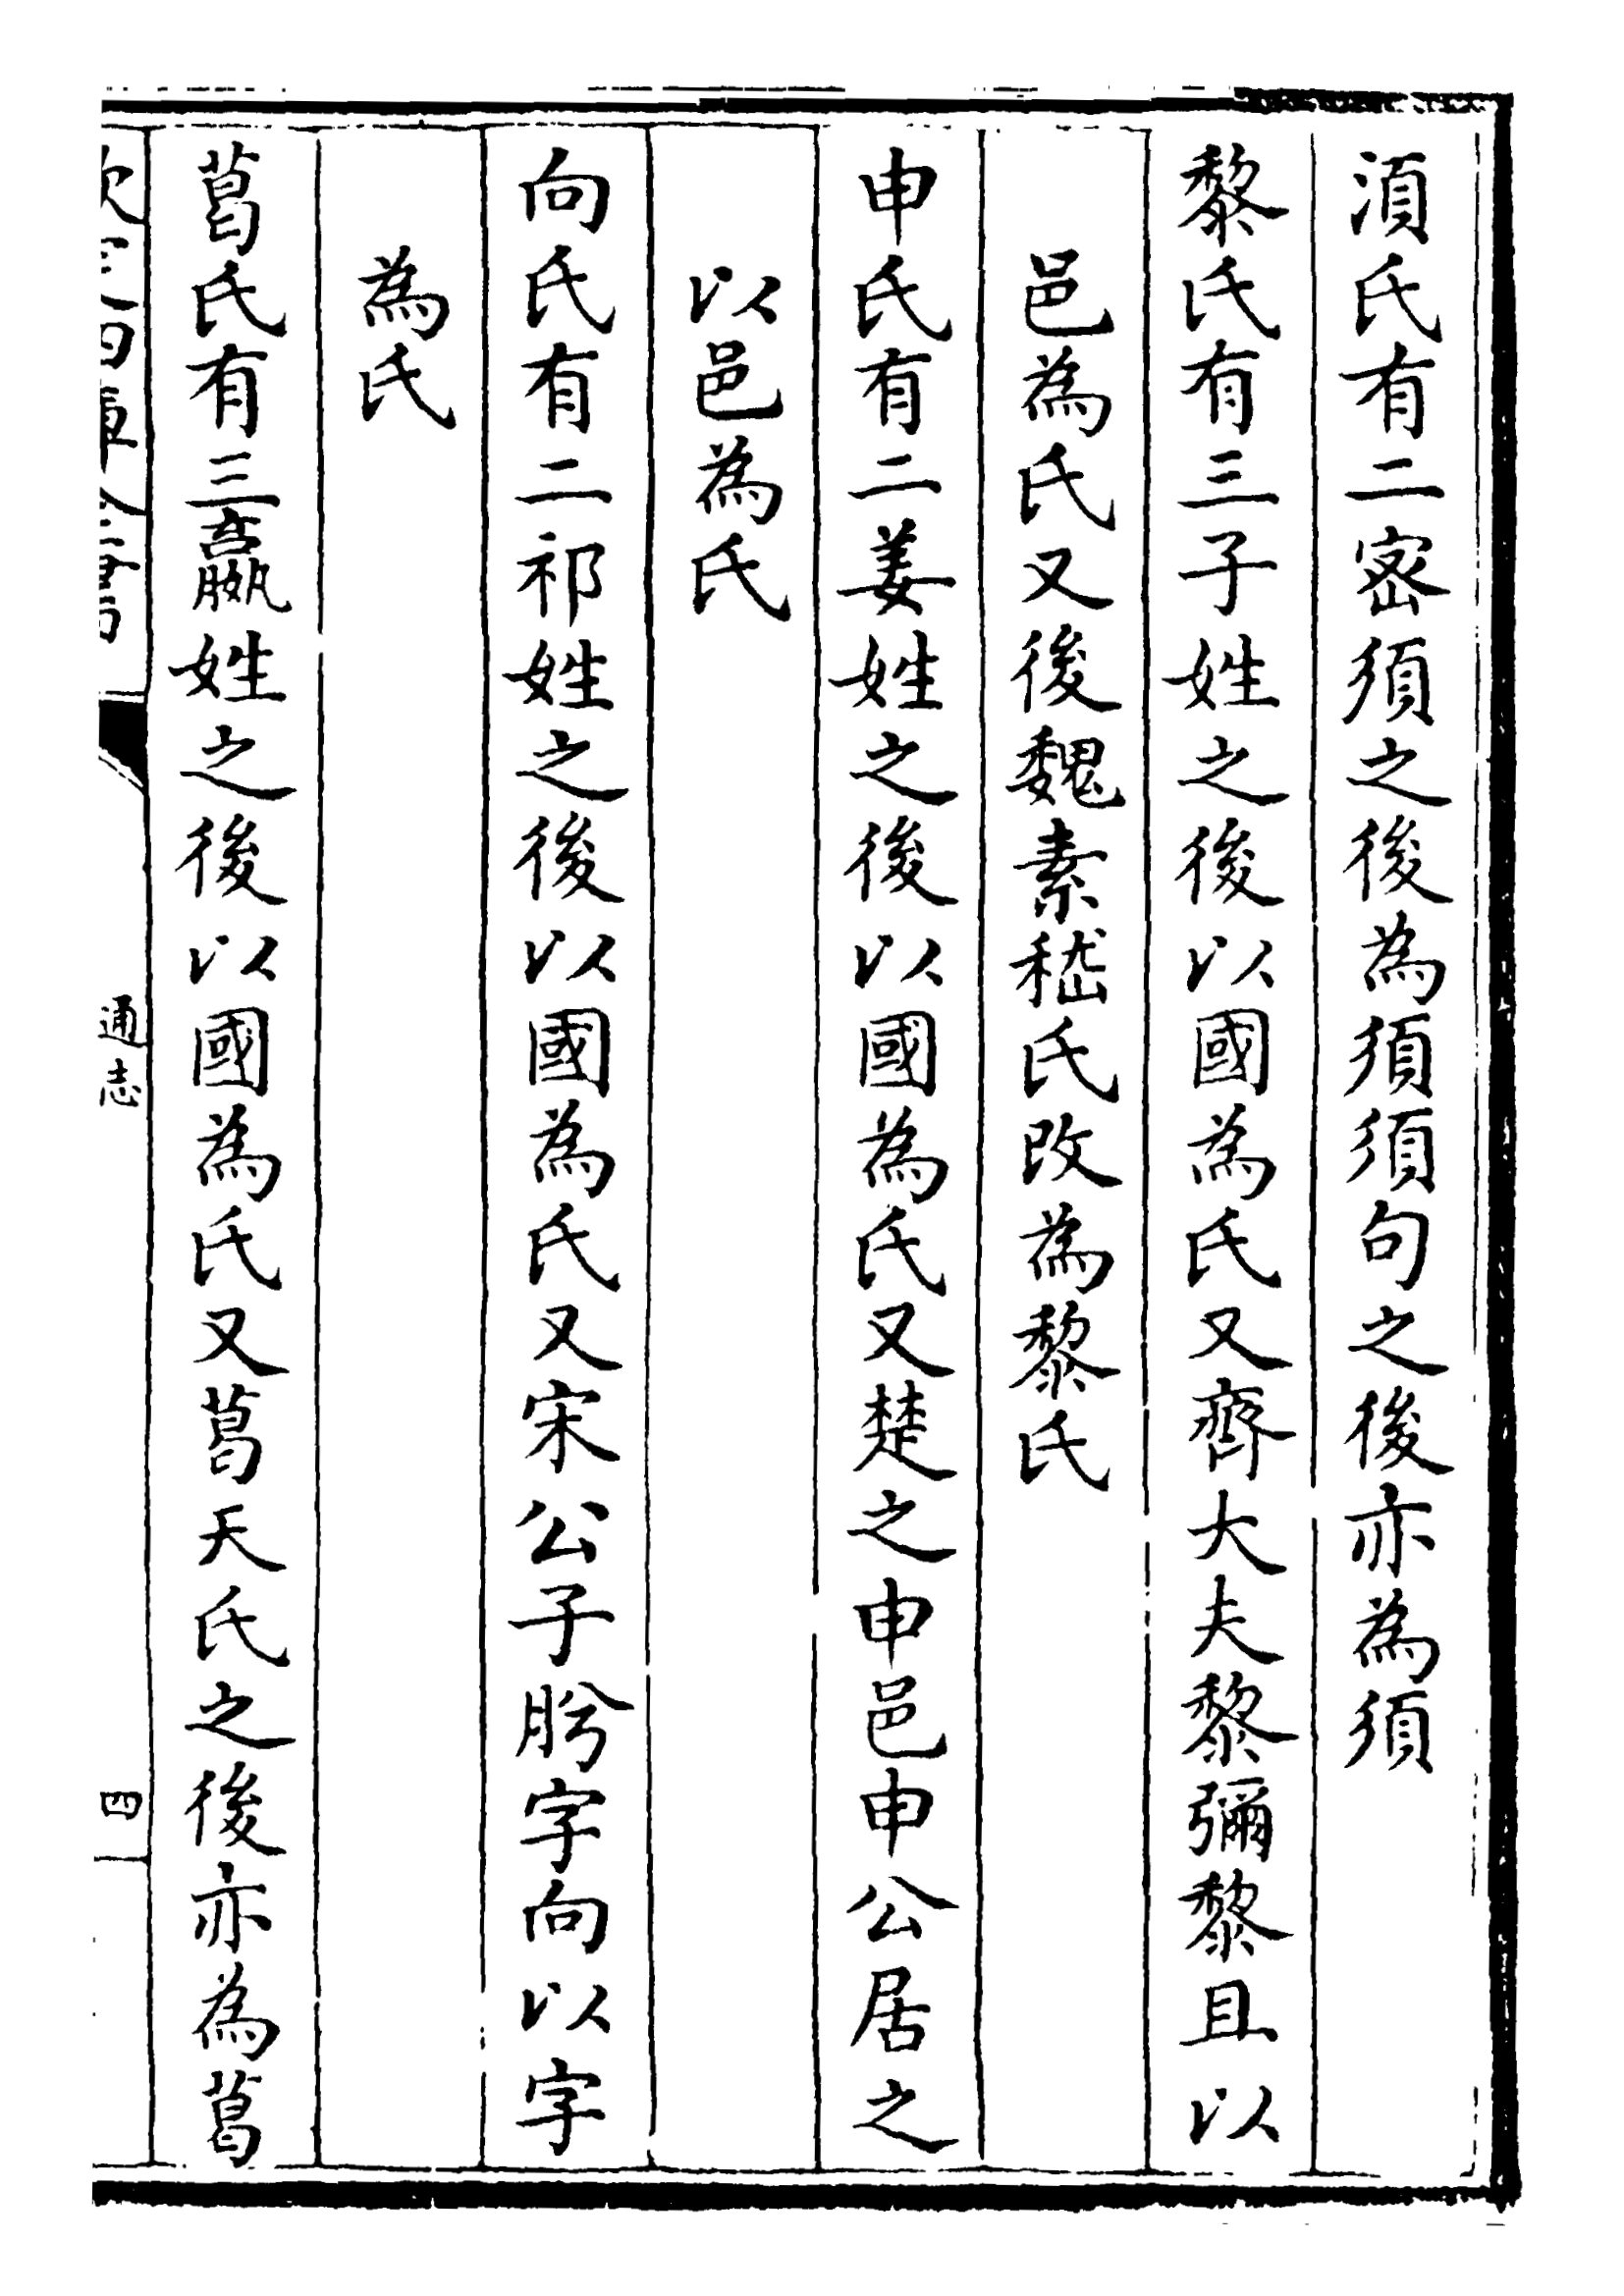 湏氏有二密須之後為須須句之後亦為須
黎氏有三子姓之後以國為氏又齊大夫黎彌黎且以
邑為氏又後魏素嵇氏改為黎氏
申氏有二姜姓之後以國為氏又楚之申邑申公居之
以邑為氏
向氏有二祁姓之後以國為氏又宋公子肹字向以字
為氏
葛氏有三嬴姓之後以國為氏又葛天氏之後亦為葛
欽定四庫全書
通志
四